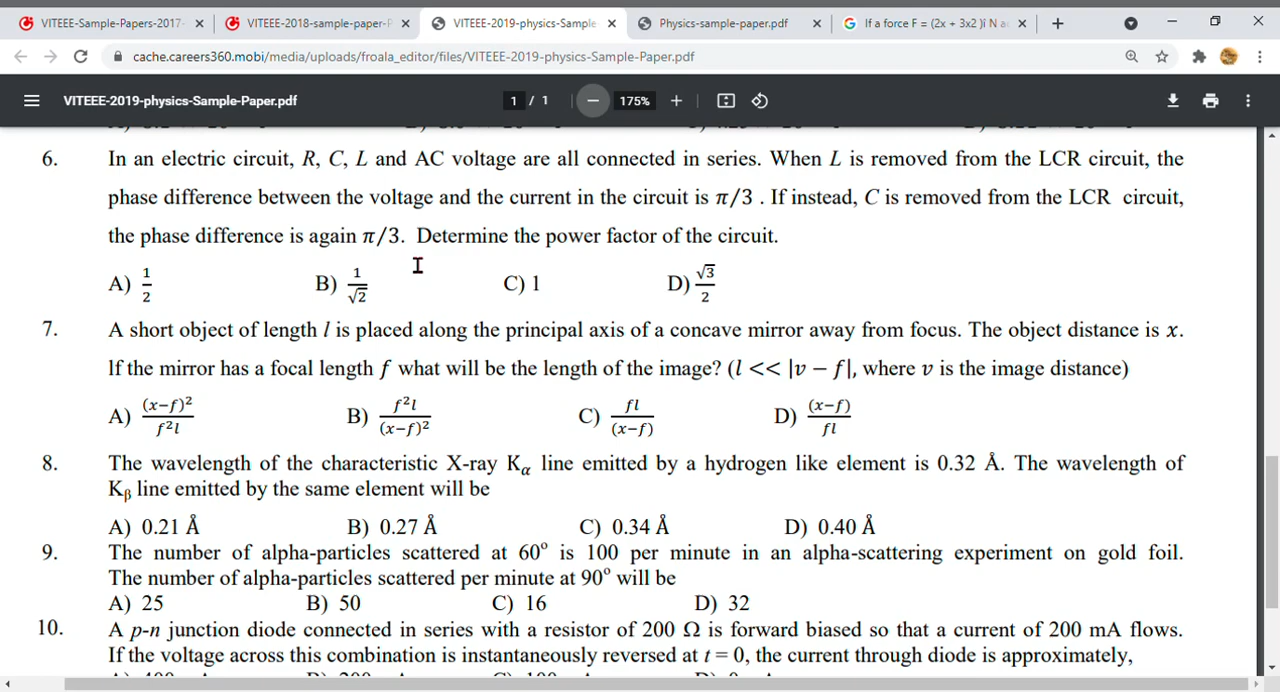 VITEEE-Sample-Papers-2017-
VITEEE-2018-sample-paper-P
VITEEE-2019-physics-Sample
Physics-sample-paper.pdf
If a force F = (2x + 3x2 )î N a
cache.careers360.mobi/media/uploads/froala_editor/files/VITEEE-2019-physics-Sample-Paper.pdf
VITEEE-2019-physics-Sample-Paper.pdf 1 / 1 175%
6. In an electric circuit, R, C, L and AC voltage are all connected in series. When L is removed from the LCR circuit, the
phase difference between the voltage and the current in the circuit is π/3 . If instead, C is removed from the LCR circuit,
the phase difference is again π/3. Determine the power factor of the circuit.
A) 1/2 B) 1/√2 C) 1 D) √3/2
7. A short object of length l is placed along the principal axis of a concave mirror away from focus. The object distance is x.
If the mirror has a focal length f what will be the length of the image? (l << |v − f|, where v is the image distance)
A) (x−f)²/f²l B) f²l/(x−f)² C) fl/(x−f) D) (x−f)/fl
8. The wavelength of the characteristic X-ray Kα line emitted by a hydrogen like element is 0.32 Å. The wavelength of
Kβ line emitted by the same element will be
A) 0.21 Å B) 0.27 Å C) 0.34 Å D) 0.40 Å
9. The number of alpha-particles scattered at 60° is 100 per minute in an alpha-scattering experiment on gold foil.
The number of alpha-particles scattered per minute at 90° will be
A) 25 B) 50 C) 16 D) 32
10. A p-n junction diode connected in series with a resistor of 200 Ω is forward biased so that a current of 200 mA flows.
If the voltage across this combination is instantaneously reversed at t = 0, the current through diode is approximately,